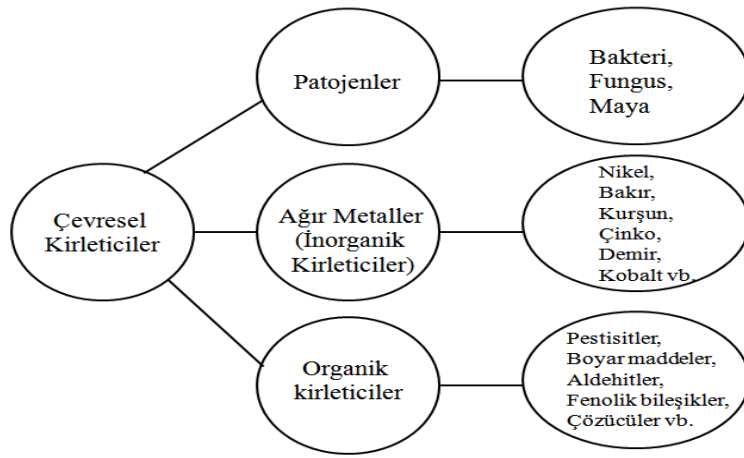 Çevresel
Kirleticiler
Patojenler
Bakteri,
Fungus,
Maya
Ağır Metaller
(İnorganik
Kirleticiler)
Nikel,
Bakır,
Kurşun,
Çinko,
Demir,
Kobalt vb.
Organik
kirleticiler
Pestisitler,
Boyar maddeler,
Aldehitler,
Fenolik bileşikler,
Çözücüler vb.